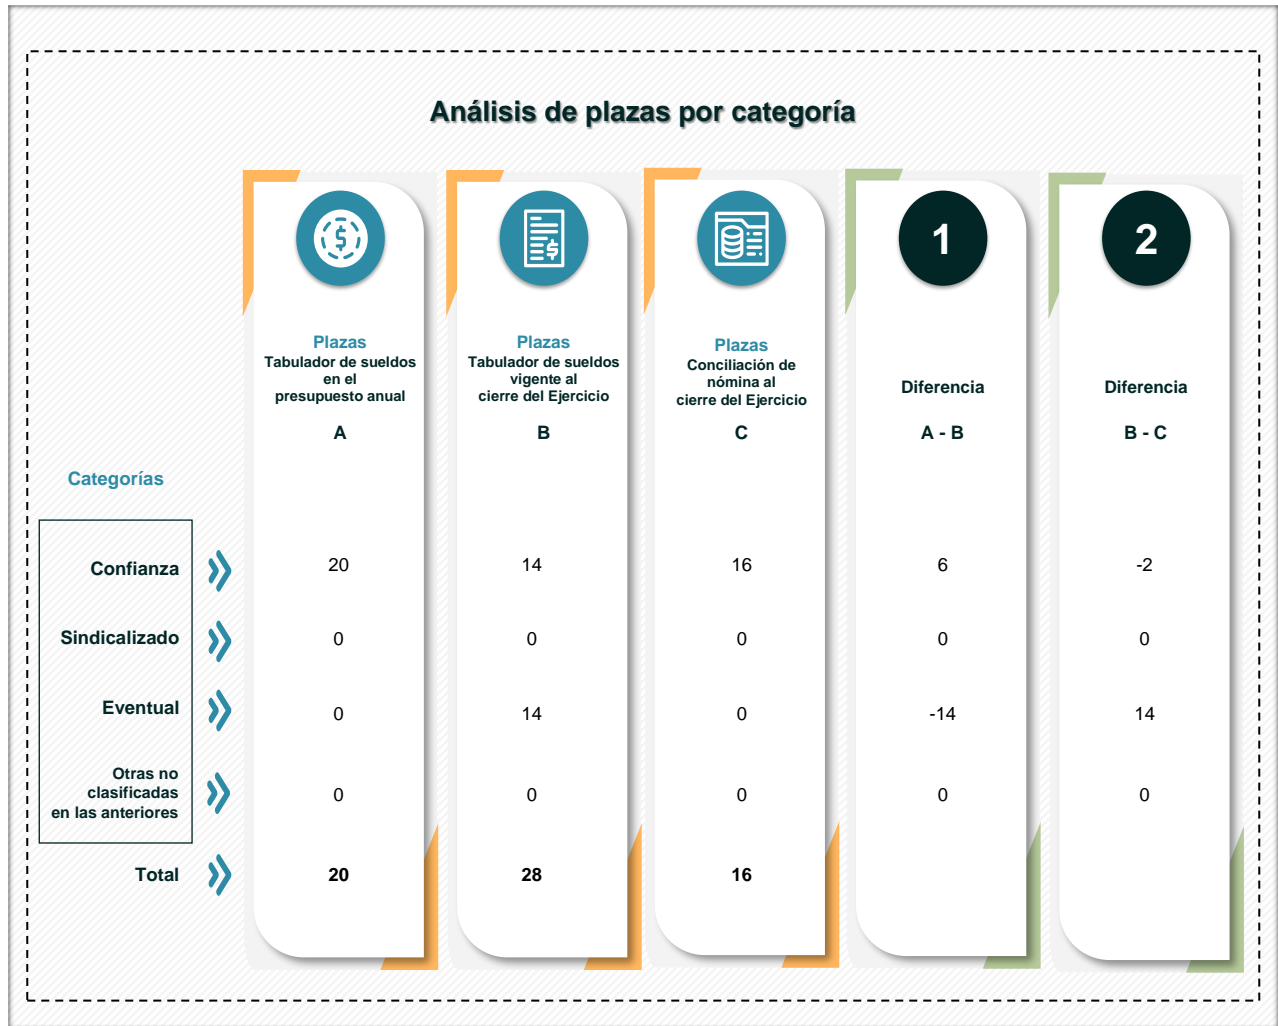 Análisis de plazas por categoría
1
2
Plazas
Tabulador de sueldos
en el
presupuesto anual
A
Plazas
Tabulador de sueldos
vigente al
cierre del Ejercicio
B
Plazas
Conciliación de
nómina al
cierre del Ejercicio
C
Diferencia
A - B
Diferencia
B - C
Categorías
Confianza 20 14 16 6 -2
Sindicalizado 0 0 0 0 0
Eventual 0 14 0 -14 14
Otras no
clasificadas
en las anteriores
0 0 0 0 0
Total 20 28 16